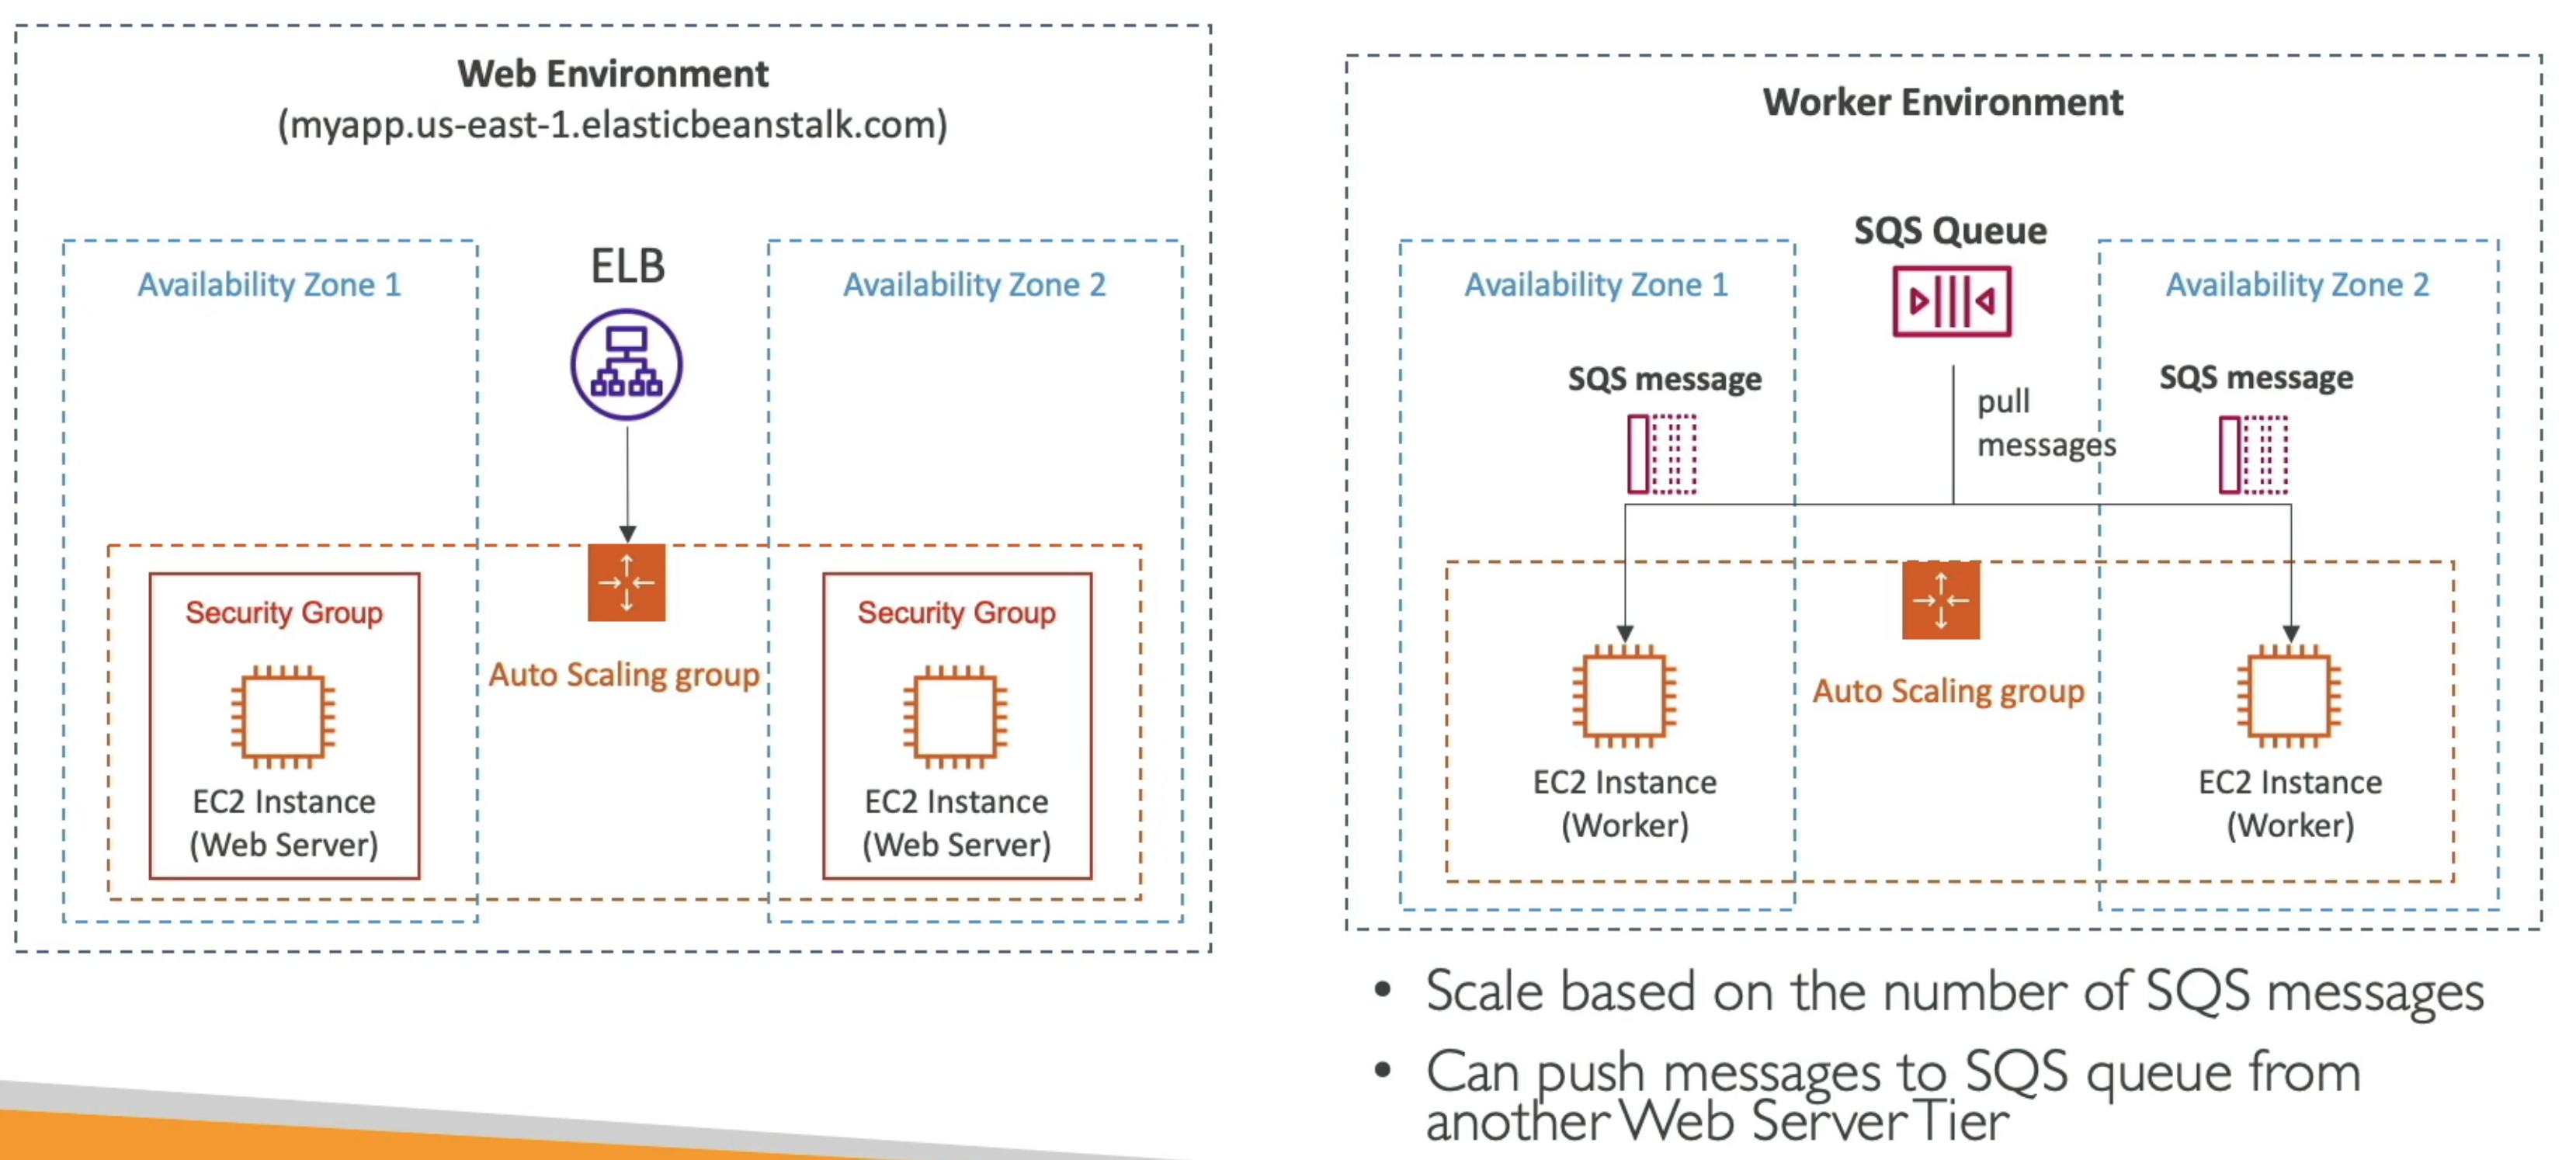 Web Environment
(myapp.us-east-1.elasticbeanstalk.com)
ELB
Availability Zone 1
Availability Zone 2
Security Group
Security Group
Auto Scaling group
EC2 Instance
(Web Server)
EC2 Instance
(Web Server)
Worker Environment
SQS Queue
Availability Zone 1
Availability Zone 2
SQS message
SQS message
pull
messages
Auto Scaling group
EC2 Instance
(Worker)
EC2 Instance
(Worker)
• Scale based on the number of SQS messages
• Can push messages to SQS queue from
another Web Server Tier